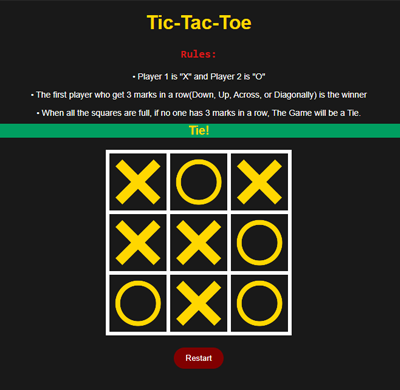 Tic-Tac-Toe
Rules:
• Player 1 is "X" and Player 2 is "O"
• The first player who get 3 marks in a row(Down, Up, Across, or Diagonally) is the winner
• When all the squares are full, if no one has 3 marks in a row, The Game will be a Tie.
Tie!
X O X
X X O
O X O
Restart